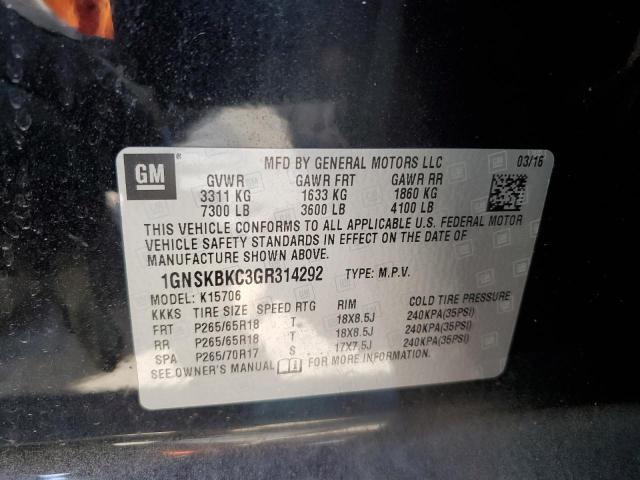 GM
MFD BY GENERAL MOTORS LLC 03/16
GVWR GAWR FRT GAWR RR
3311 KG 1633 KG 1860 KG
7300 LB 3600 LB 4100 LB
THIS VEHICLE CONFORMS TO ALL APPLICABLE U.S. FEDERAL MOTOR
VEHICLE SAFETY STANDARDS IN EFFECT ON THE DATE OF
MANUFACTURE SHOWN ABOVE.
1GNSKBKC3GR314292 TYPE: M.P.V.
MODEL: K15706
KKKS TIRE SIZE SPEED RTG RIM COLD TIRE PRESSURE
FRT P265/65R18 T 18X8.5J 240KPA(35PSI)
RR P265/65R18 T 18X8.5J 240KPA(35PSI)
SPA P265/70R17 S 17X7.5J 240KPA(35PSI)
SEE OWNER'S MANUAL FOR MORE INFORMATION.